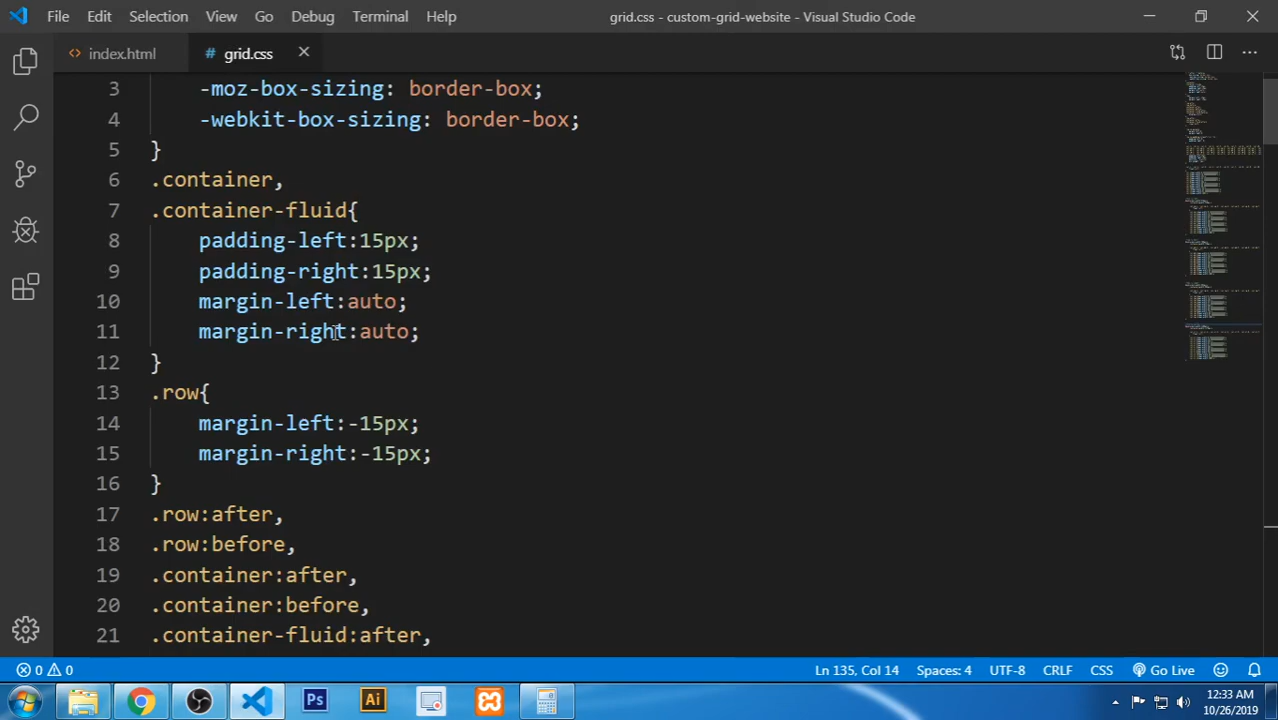 File Edit Selection View Go Debug Terminal Help grid.css - custom-grid-website - Visual Studio Code
<> index.html # grid.css
3 -moz-box-sizing: border-box;
4 -webkit-box-sizing: border-box;
5 }
6 .container,
7 .container-fluid{
8 padding-left:15px;
9 padding-right:15px;
10 margin-left:auto;
11 margin-right:auto;
12 }
13 .row{
14 margin-left:-15px;
15 margin-right:-15px;
16 }
17 .row:after,
18 .row:before,
19 .container:after,
20 .container:before,
21 .container-fluid:after,
0 0 Ln 135, Col 14 Spaces: 4 UTF-8 CRLF CSS Go Live
Ps Ai 12:33 AM
10/26/2019